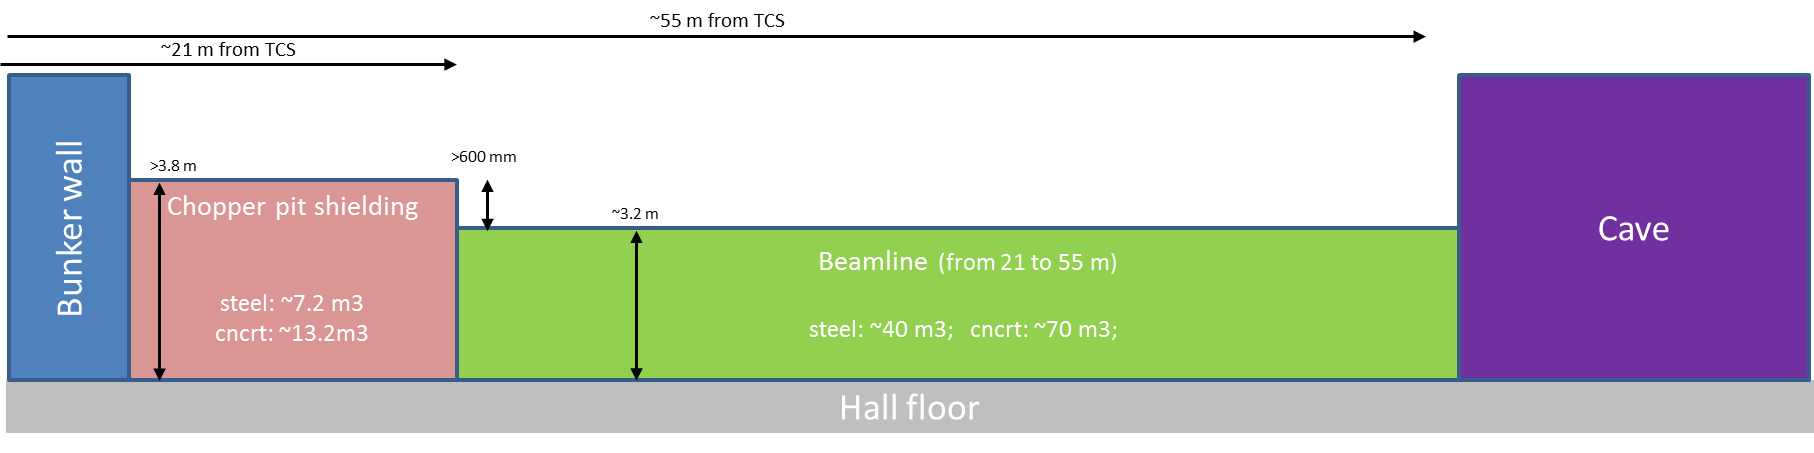 ~55 m from TCS
~21 m from TCS
Bunker wall
>3.8 m
Chopper pit shielding
steel: ~7.2 m3
cncrt: ~13.2m3
>600 mm
~3.2 m
Beamline (from 21 to 55 m)
steel: ~40 m3; cncrt: ~70 m3;
Cave
Hall floor